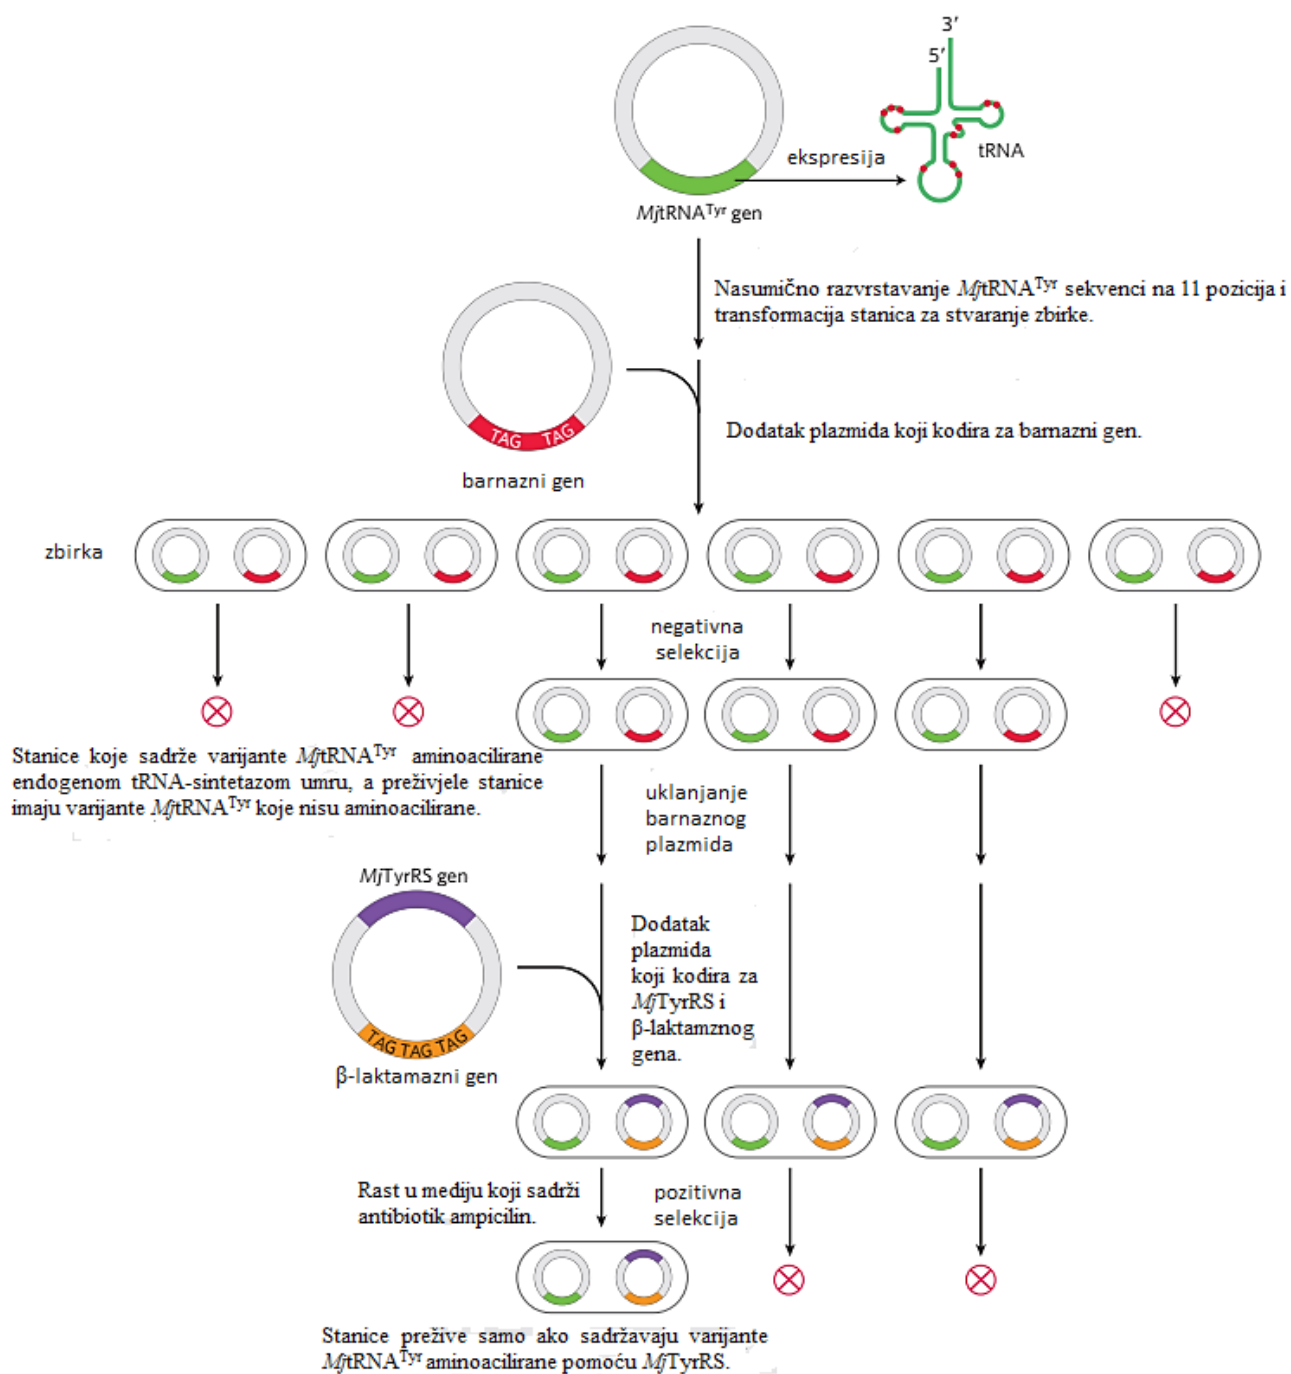 3′
5′
ekspresija
tRNA
MjtRNATyr gen
Nasumično razvrstavanje MjtRNATyr sekvenci na 11 pozicija i
transformacija stanica za stvaranje zbirke.
TAG TAG
Dodatak plazmida koji kodira za barnazni gen.
barnazni gen
zbirka
negativna
selekcija
Stanice koje sadrže varijante MjtRNATyr aminoacilirane
endogenom tRNA-sintetazom umru, a preživjele stanice
imaju varijante MjtRNATyr koje nisu aminoacilirane.
uklanjanje
barnaznog
plazmida
MjTyrRS gen
Dodatak
plazmida
koji kodira za
MjTyrRS i
β-laktamznog
gena.
TAG TAG TAG
β-laktamazni gen
Rast u mediju koji sadrži
antibiotik ampicilin.
pozitivna
selekcija
Stanice prežive samo ako sadržavaju varijante
MjtRNATyr aminoacilirane pomoću MjTyrRS.